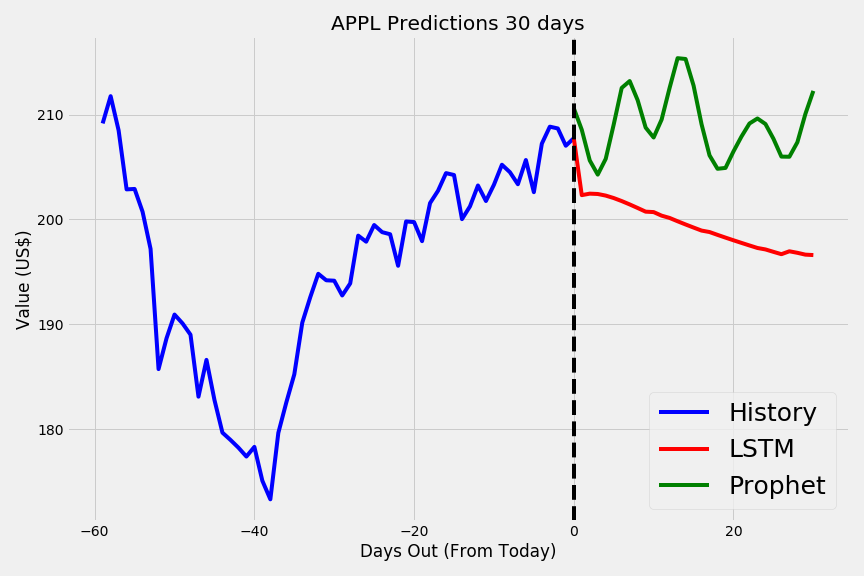 APPL Predictions 30 days
Value (US$)
210
200
190
180
−60
−40
−20
0
20
Days Out (From Today)
History
LSTM
Prophet